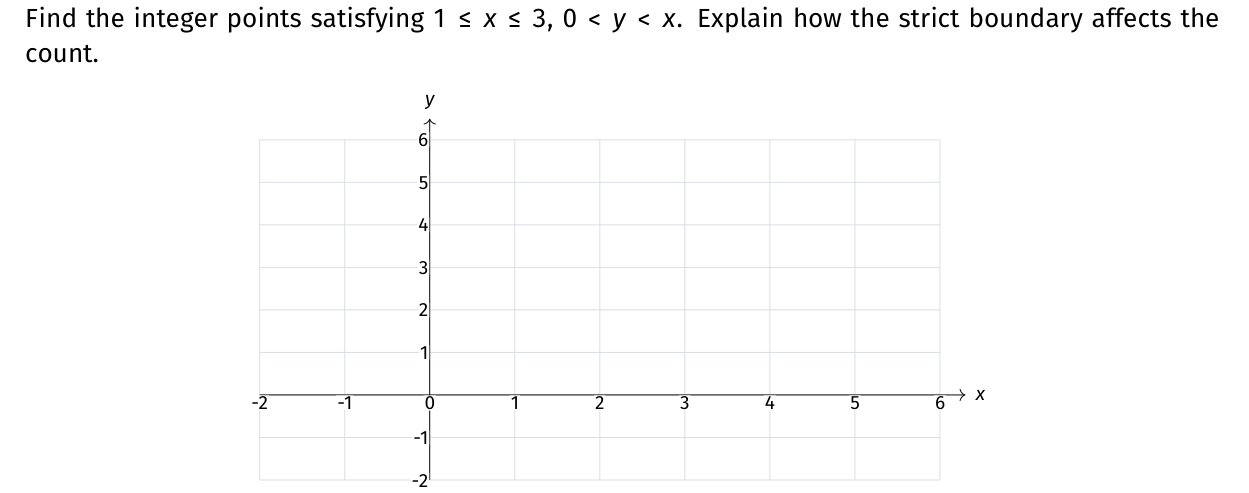 Find the integer points satisfying 1 ≤ x ≤ 3, 0 < y < x. Explain how the strict boundary affects the
count.
y
6
5
4
3
2
1
-2 -1 0 1 2 3 4 5 6 x
-1
-2